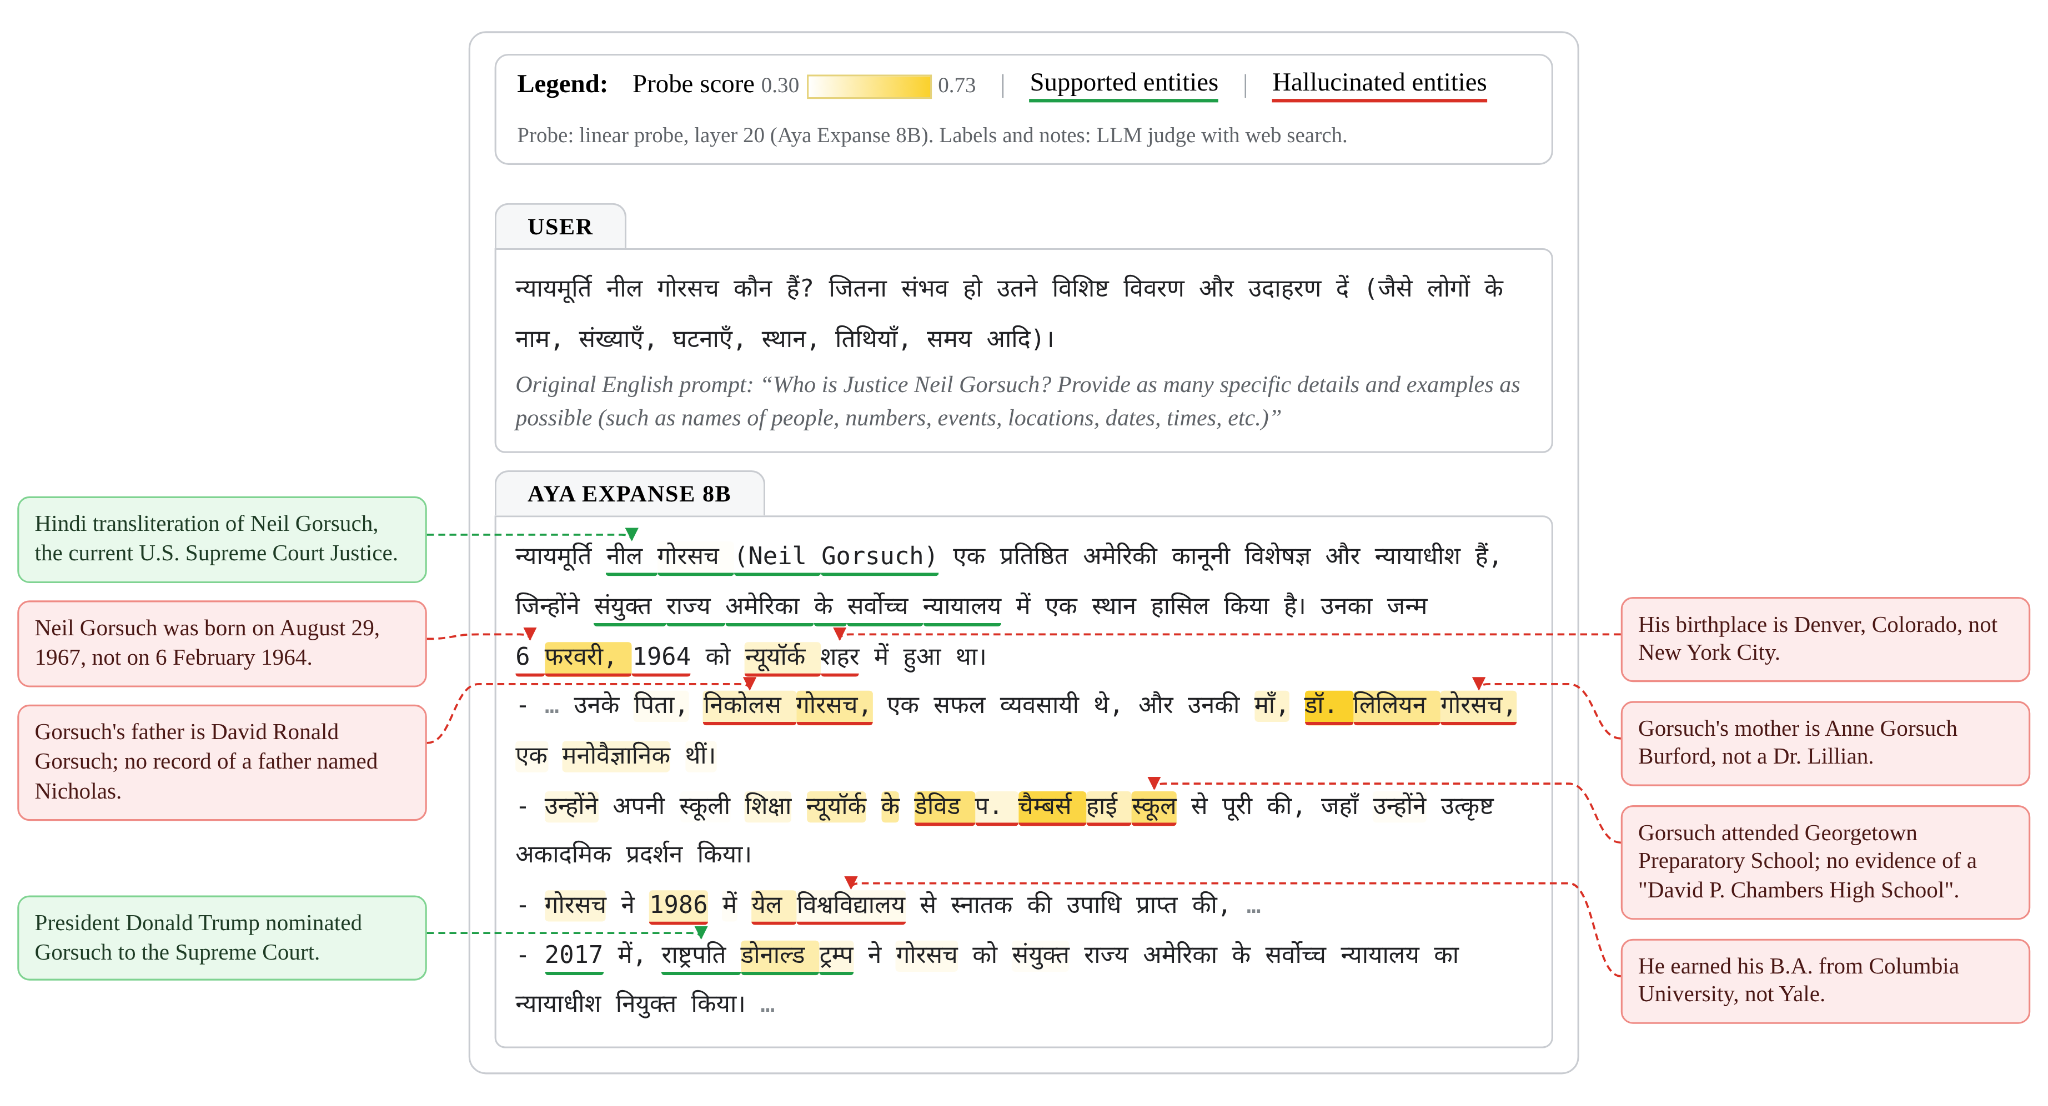 Legend: Probe score 0.30 0.73 | Supported entities | Hallucinated entities
Probe: linear probe, layer 20 (Aya Expanse 8B). Labels and notes: LLM judge with web search.
USER
न्यायमूर्ति नील गोरसच कौन हैं? जितना संभव हो उतने विशिष्ट विवरण और उदाहरण दें (जैसे लोगों के
नाम, संख्याएँ, घटनाएँ, स्थान, तिथियाँ, समय आदि)।
Original English prompt: “Who is Justice Neil Gorsuch? Provide as many specific details and examples as
possible (such as names of people, numbers, events, locations, dates, times, etc.)”
AYA EXPANSE 8B
न्यायमूर्ति नील गोरसच (Neil Gorsuch) एक प्रतिष्ठित अमेरिकी कानूनी विशेषज्ञ और न्यायाधीश हैं,
जिन्होंने संयुक्त राज्य अमेरिका के सर्वोच्च न्यायालय में एक स्थान हासिल किया है। उनका जन्म
6 फरवरी, 1964 को न्यूयॉर्क शहर में हुआ था।
- … उनके पिता, निकोलस गोरसच, एक सफल व्यवसायी थे, और उनकी माँ, डॉ. लिलियन गोरसच,
एक मनोवैज्ञानिक थीं।
- उन्होंने अपनी स्कूली शिक्षा न्यूयॉर्क के डेविड प. चैम्बर्स हाई स्कूल से पूरी की, जहाँ उन्होंने उत्कृष्ट
अकादमिक प्रदर्शन किया।
- गोरसच ने 1986 में येल विश्वविद्यालय से स्नातक की उपाधि प्राप्त की, …
- 2017 में, राष्ट्रपति डोनाल्ड ट्रम्प ने गोरसच को संयुक्त राज्य अमेरिका के सर्वोच्च न्यायालय का
न्यायाधीश नियुक्त किया। …
Hindi transliteration of Neil Gorsuch,
the current U.S. Supreme Court Justice.
Neil Gorsuch was born on August 29,
1967, not on 6 February 1964.
Gorsuch's father is David Ronald
Gorsuch; no record of a father named
Nicholas.
President Donald Trump nominated
Gorsuch to the Supreme Court.
His birthplace is Denver, Colorado, not
New York City.
Gorsuch's mother is Anne Gorsuch
Burford, not a Dr. Lillian.
Gorsuch attended Georgetown
Preparatory School; no evidence of a
"David P. Chambers High School".
He earned his B.A. from Columbia
University, not Yale.